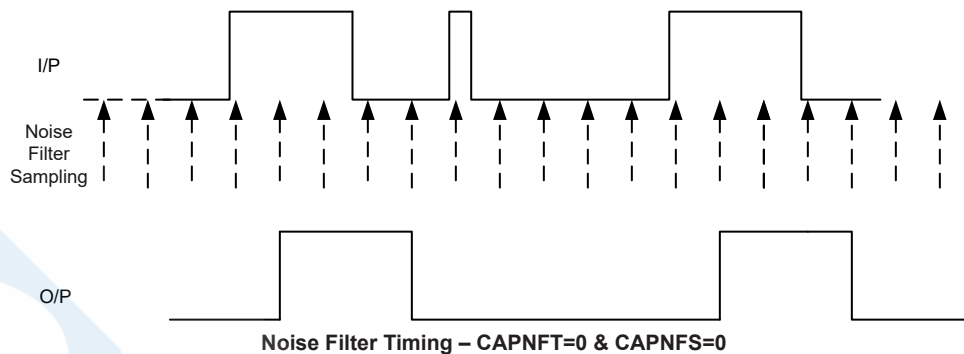 I/P
Noise
Filter
Sampling
O/P
Noise Filter Timing – CAPNFT=0 & CAPNFS=0